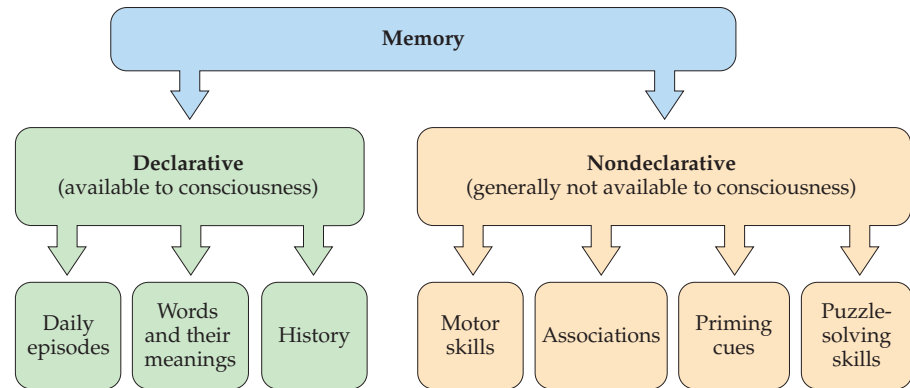 Memory
Declarative
(available to consciousness)
Nondeclarative
(generally not available to consciousness)
Daily
episodes
Words
and their
meanings
History
Motor
skills
Associations
Priming
cues
Puzzle-
solving
skills